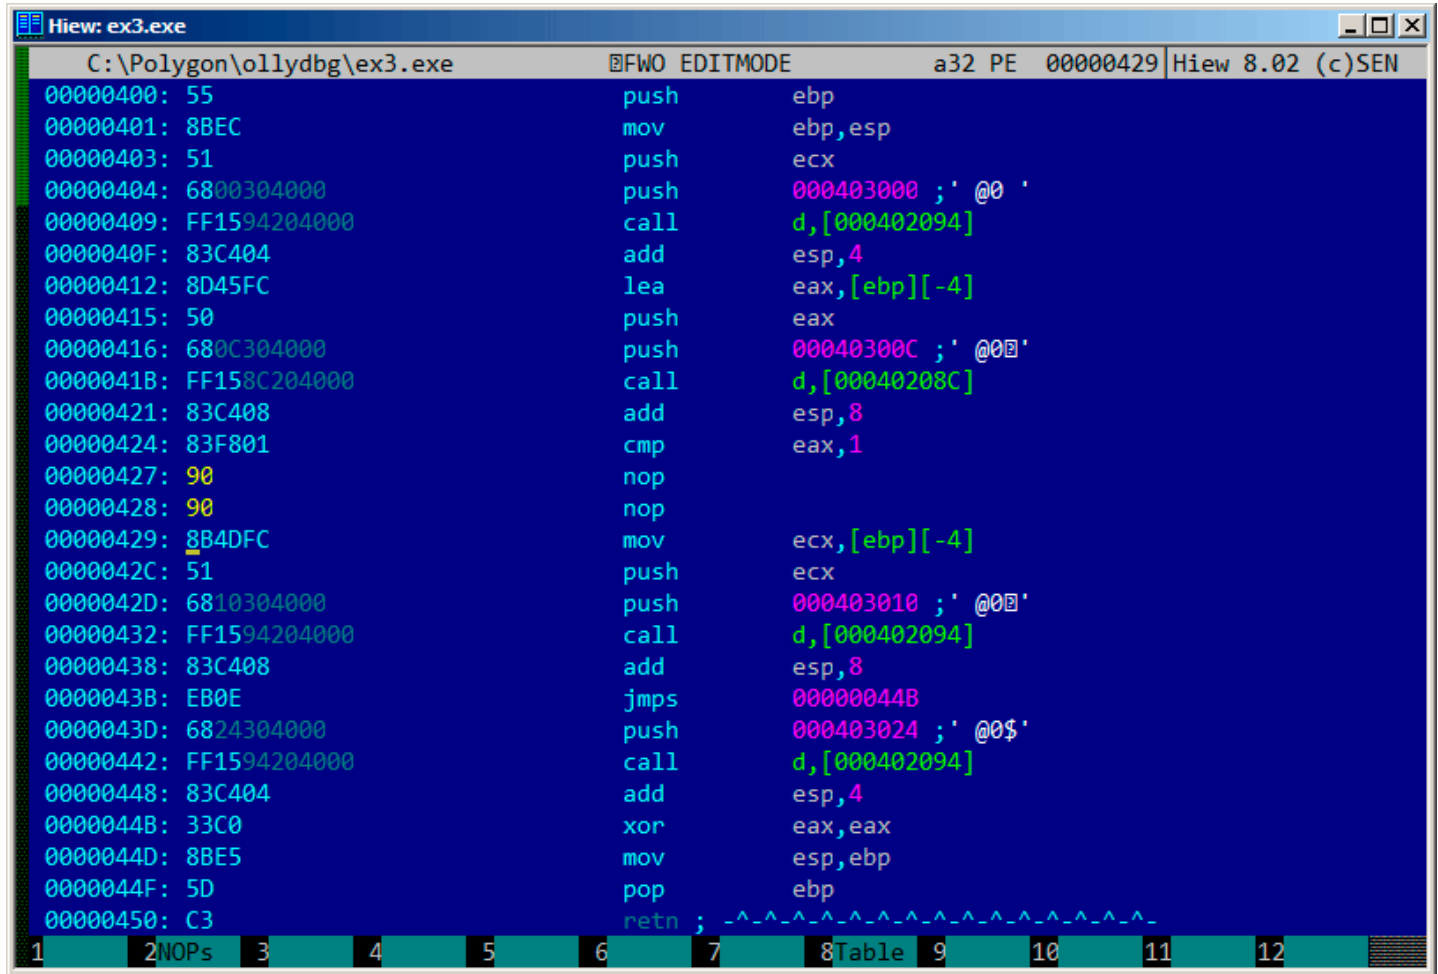 Hiew: ex3.exe
C:\Polygon\ollydbg\ex3.exe FWO EDITMODE a32 PE 00000429 Hiew 8.02 (c)SEN
00000400: 55 push ebp
00000401: 8BEC mov ebp,esp
00000403: 51 push ecx
00000404: 6800304000 push 000403000 ;' @0 '
00000409: FF1594204000 call d,[000402094]
0000040F: 83C404 add esp,4
00000412: 8D45FC lea eax,[ebp][-4]
00000415: 50 push eax
00000416: 680C304000 push 00040300C ;' @0⍰'
0000041B: FF158C204000 call d,[00040208C]
00000421: 83C408 add esp,8
00000424: 83F801 cmp eax,1
00000427: 90 nop
00000428: 90 nop
00000429: 8B4DFC mov ecx,[ebp][-4]
0000042C: 51 push ecx
0000042D: 6810304000 push 000403010 ;' @0⍰'
00000432: FF1594204000 call d,[000402094]
00000438: 83C408 add esp,8
0000043B: EB0E jmps 00000044B
0000043D: 6824304000 push 000403024 ;' @0$'
00000442: FF1594204000 call d,[000402094]
00000448: 83C404 add esp,4
0000044B: 33C0 xor eax,eax
0000044D: 8BE5 mov esp,ebp
0000044F: 5D pop ebp
00000450: C3 retn ; -^-^-^-^-^-^-^-^-^-^-^-^-^-^-^-
1 2NOPs 3 4 5 6 7 8Table 9 10 11 12